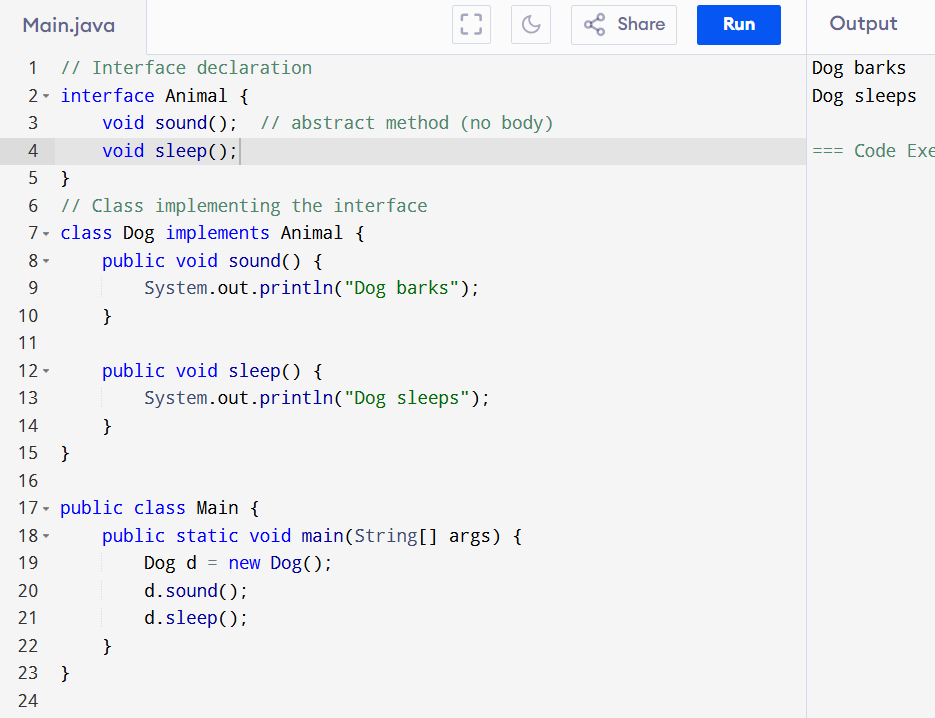 Main.java
Share
Run
Output
1 // Interface declaration
2 interface Animal {
3     void sound();  // abstract method (no body)
4     void sleep();
5 }
6 // Class implementing the interface
7 class Dog implements Animal {
8     public void sound() {
9         System.out.println("Dog barks");
10     }
11
12     public void sleep() {
13         System.out.println("Dog sleeps");
14     }
15 }
16
17 public class Main {
18     public static void main(String[] args) {
19         Dog d = new Dog();
20         d.sound();
21         d.sleep();
22     }
23 }
24
Dog barks
Dog sleeps
=== Code Exe